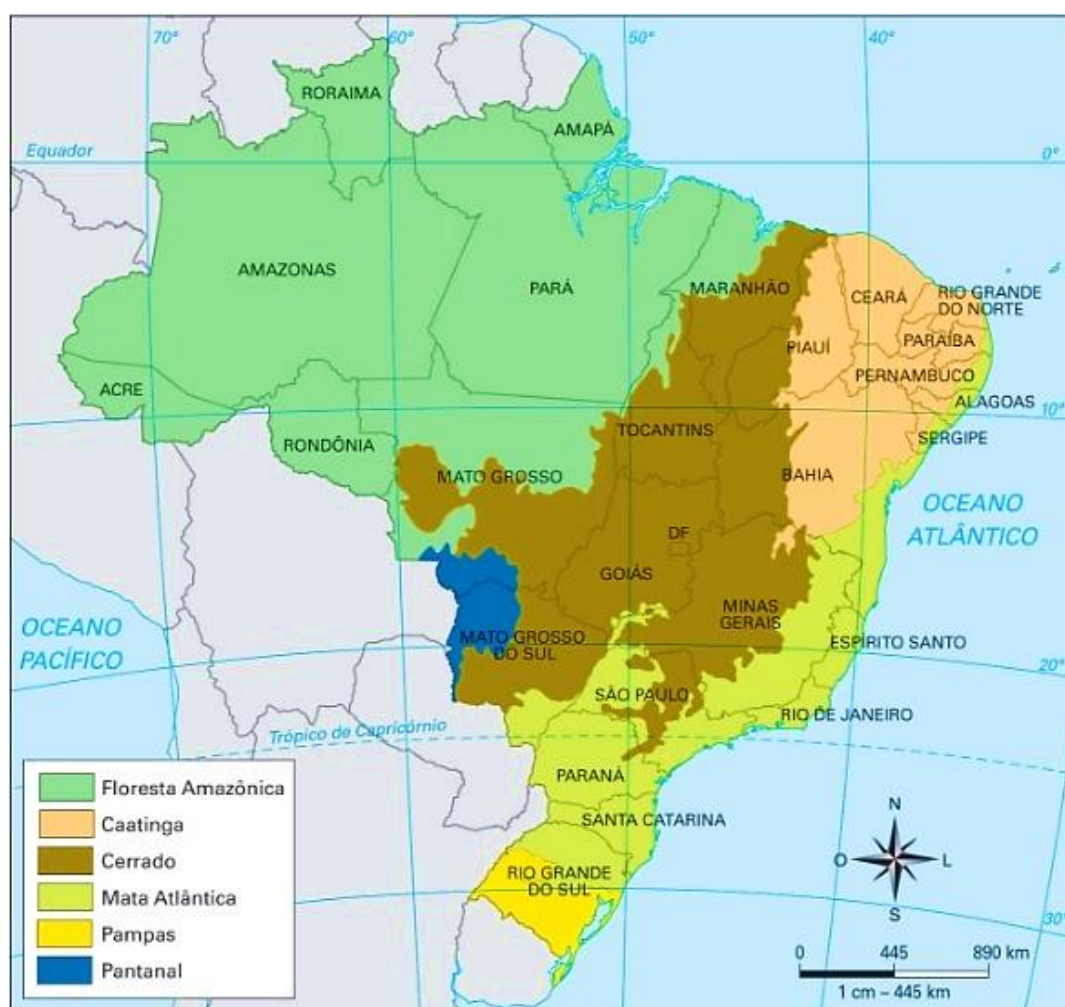 70°
60°
50°
40°
RORAIMA
AMAPÁ
Equador
0°
AMAZONAS
PARÁ
MARANHÃO
CEARÁ
RIO GRANDE
DO NORTE
PIAUÍ
PARAÍBA
PERNAMBUCO
ACRE
ALAGOAS
10°
TOCANTINS
RONDÔNIA
SERGIPE
MATO GROSSO
BAHIA
OCEANO
ATLÂNTICO
DF
GOIÁS
MINAS
GERAIS
OCEANO
PACÍFICO
MATO GROSSO
DO SUL
ESPÍRITO SANTO
20°
SÃO PAULO
RIO DE JANEIRO
Trópico de Capricórnio
PARANÁ
SANTA CATARINA
RIO GRANDE
DO SUL
Floresta Amazônica
Caatinga
Cerrado
Mata Atlântica
Pampas
Pantanal
N
O
L
S
30°
0
445
890 km
1 cm – 445 km